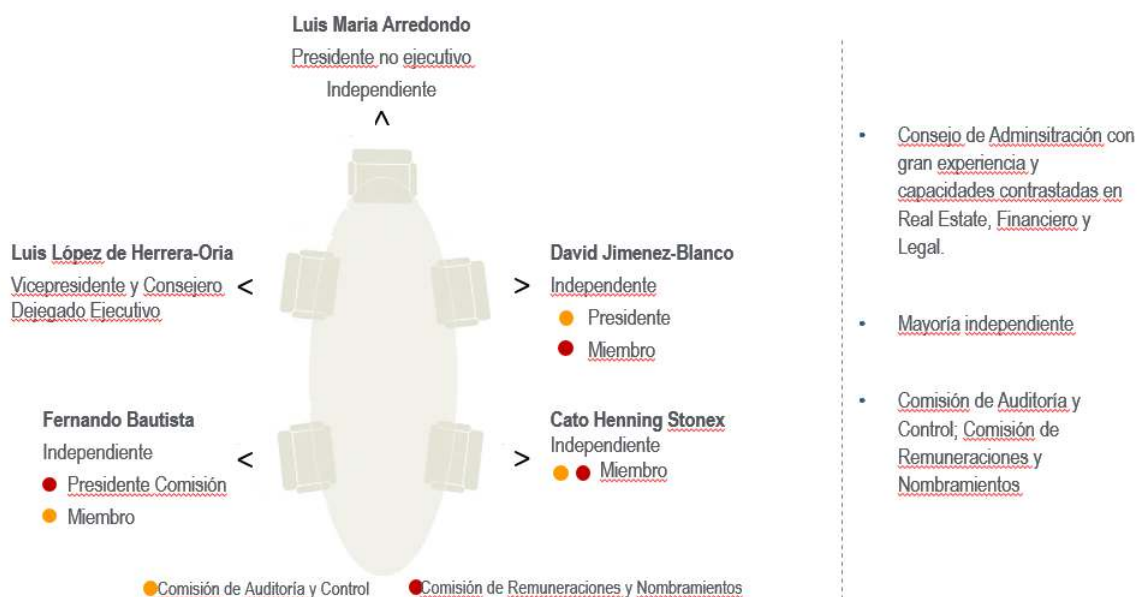 Luis Maria Arredondo
Presidente no ejecutivo
Independiente
^
Luis López de Herrera-Oria
Vicepresidente y Consejero
Dejegado Ejecutivo
<
David Jimenez-Blanco
>
Independente
Presidente
Miembro
Fernando Bautista
Independiente
<
Presidente Comisión
Miembro
Cato Henning Stonex
Independiente
>
Miembro
Comisión de Auditoría y Control
Comisión de Remuneraciones y Nombramientos
• Consejo de Adminsitración con
gran experiencia y
capacidades contrastadas en
Real Estate, Financiero y
Legal.
• Mayoría independiente
• Comisión de Auditoría y
Control; Comisión de
Remuneraciones y
Nombramientos